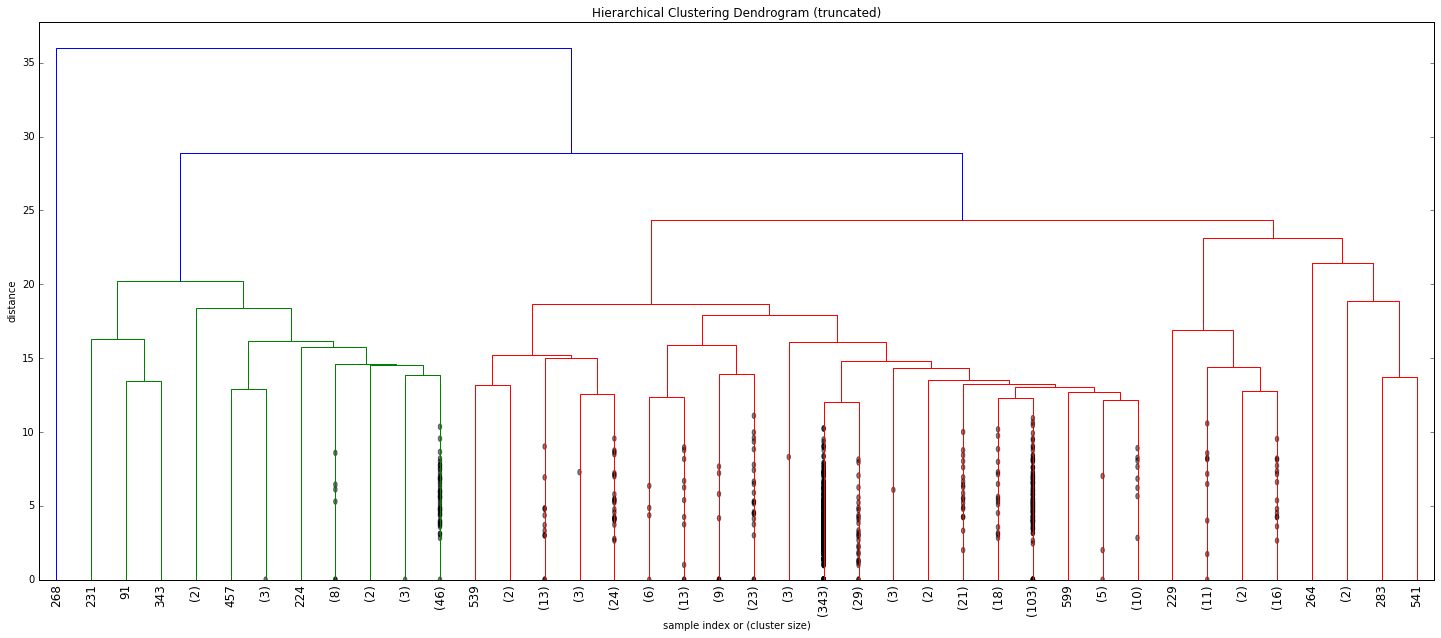 Hierarchical Clustering Dendrogram (truncated)
35
30
25
20
15
10
5
0
distance
268 231 91 343 (2) 457 (3) 224 (8) (2) (3) (46) 539 (2) (13) (3) (24) (6) (13) (9) (23) (3) (343) (29) (3) (2) (21) (18) (103) 599 (5) (10) 229 (11) (2) (16) 264 (2) 283 541
sample index or (cluster size)